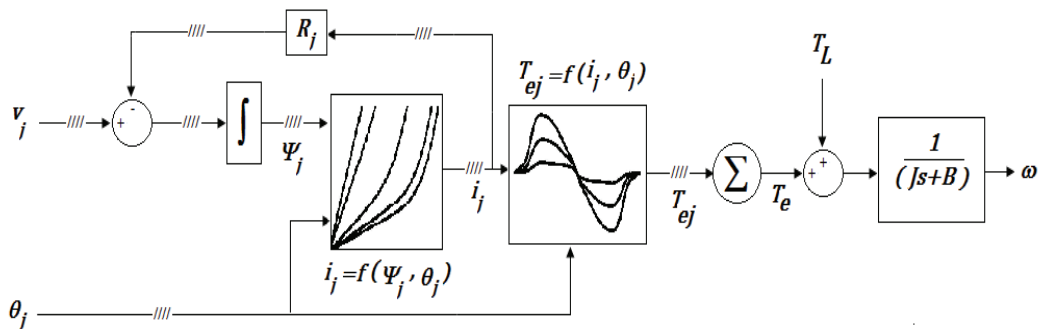 R_j
T_L
T_ej = f(i_j, θ_j)
v_j
+
-
∫
Ψ_j
i_j
T_ej
Σ
T_e
+
+
1
(Js+B)
ω
i_j = f(Ψ_j, θ_j)
θ_j